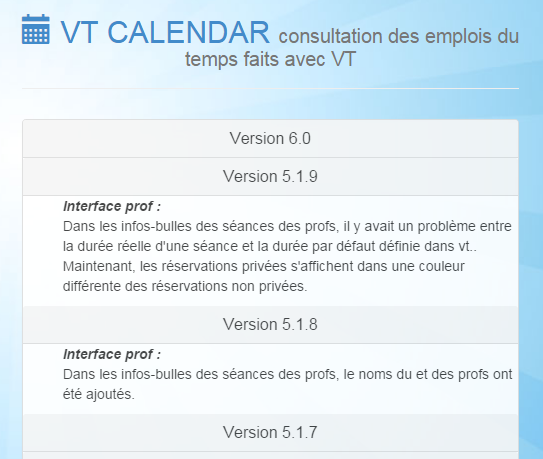 VT CALENDAR consultation des emplois du
temps faits avec VT
Version 6.0
Version 5.1.9
Interface prof :
Dans les infos-bulles des séances des profs, il y avait un problème entre
la durée réelle d'une séance et la durée par défaut définie dans vt..
Maintenant, les réservations privées s'affichent dans une couleur
différente des réservations non privées.
Version 5.1.8
Interface prof :
Dans les infos-bulles des séances des profs, le noms du et des profs ont
été ajoutés.
Version 5.1.7